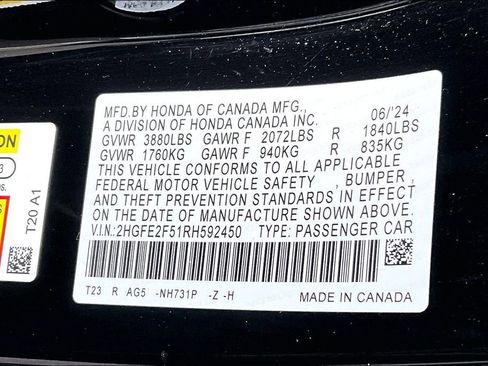 MFD.BY HONDA OF CANADA MFG., 06/'24
A DIVISION OF HONDA CANADA INC.
GVWR 3880LBS GAWR F 2072LBS R 1840LBS
GVWR 1760KG GAWR F 940KG R 835KG
THIS VEHICLE CONFORMS TO ALL APPLICABLE
FEDERAL MOTOR VEHICLE SAFETY , BUMPER ,
AND THEFT PREVENTION STANDARDS IN EFFECT
ON THE DATE OF MANUFACTURE SHOWN ABOVE.
V.I.N:2HGFE2F51RH592450 TYPE: PASSENGER CAR
T23 R AG5 -NH731P -Z -H
MADE IN CANADA
T20 A1